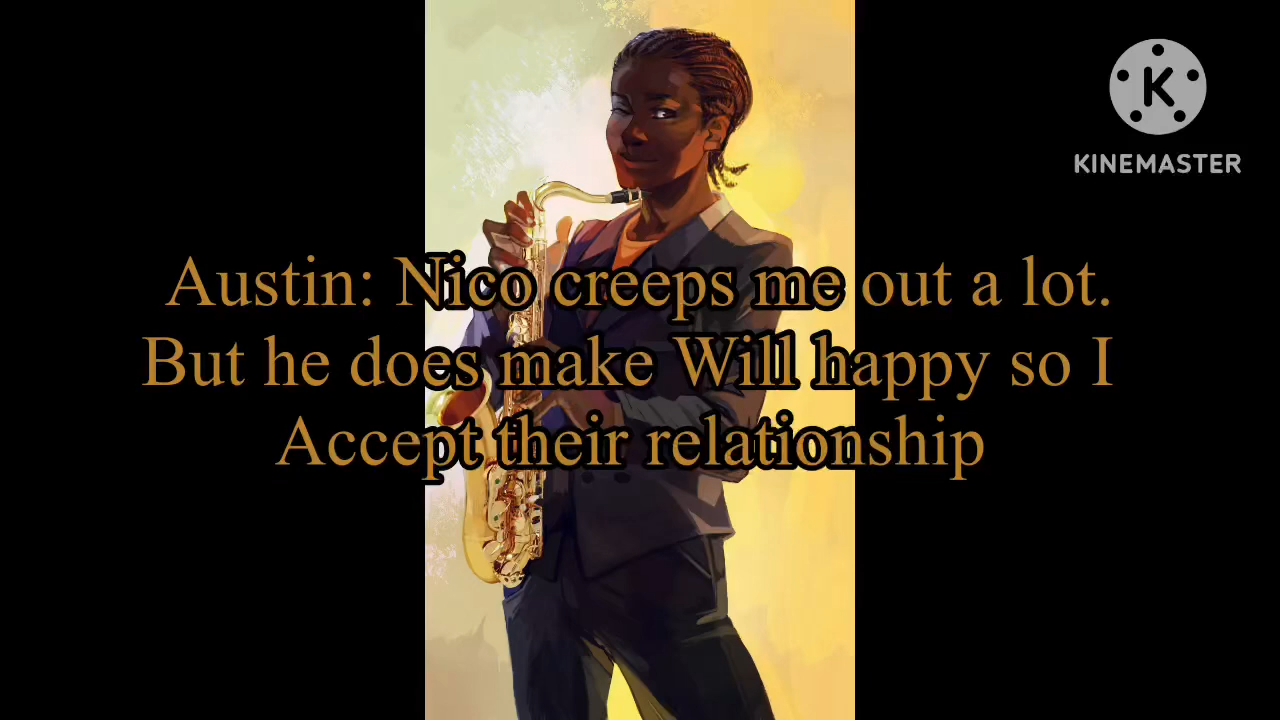 KINEMASTER
Austin: Nico creeps me out a lot.
But he does make Will happy so I
Accept their relationship